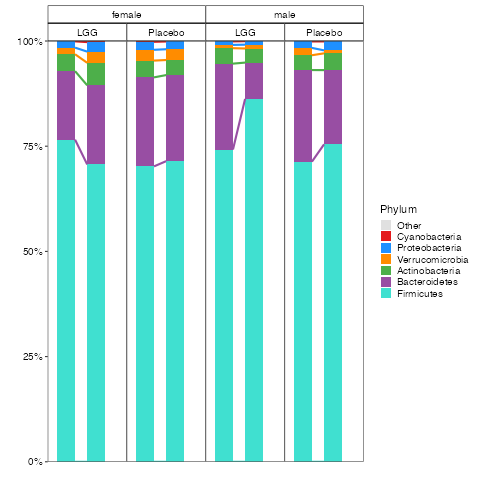 female male
LGG Placebo LGG Placebo
100%
75%
50%
25%
0%
Phylum
Other
Cyanobacteria
Proteobacteria
Verrucomicrobia
Actinobacteria
Bacteroidetes
Firmicutes